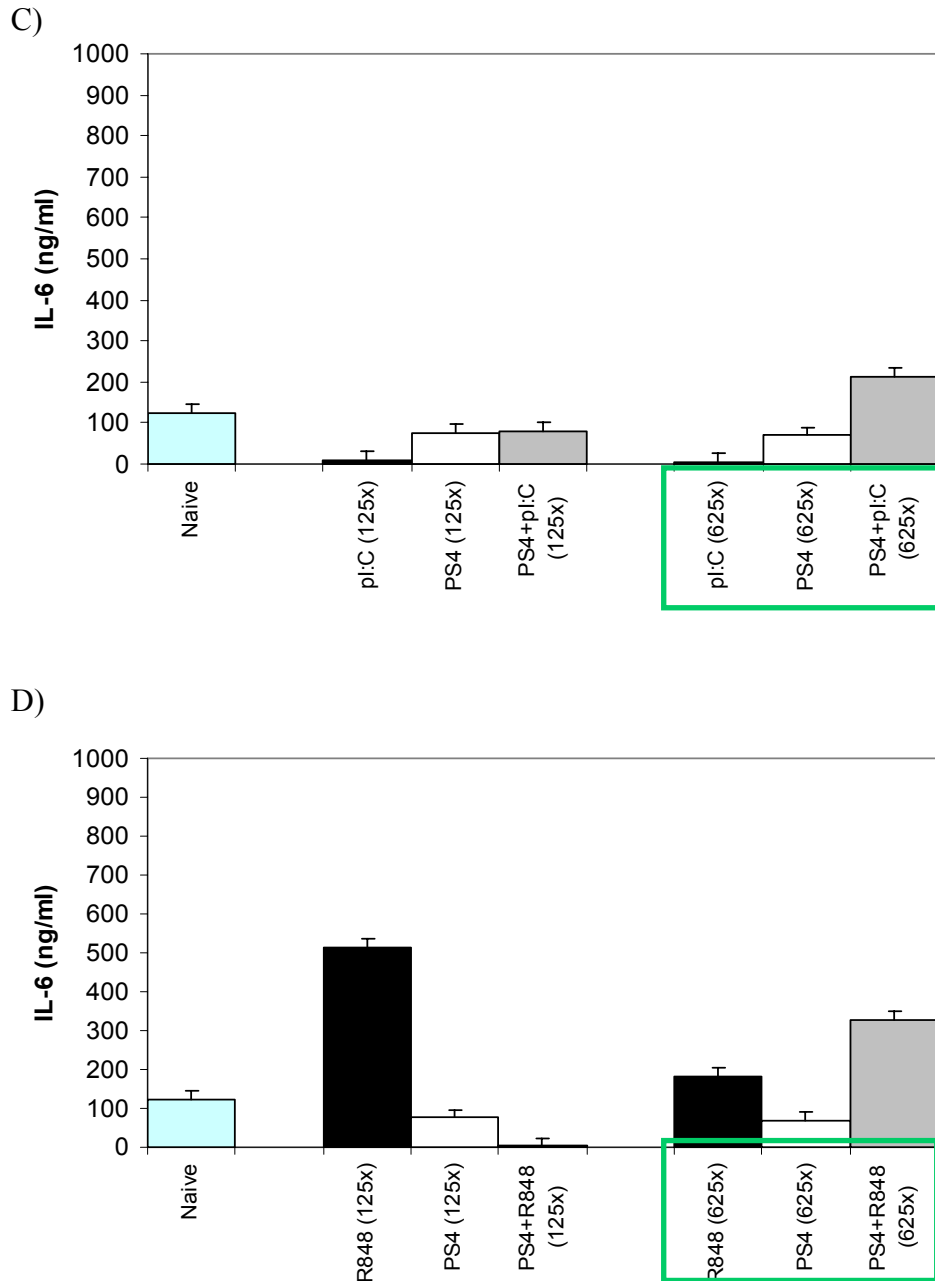 C)
1000
900
800
700
600
500
400
300
200
100
0
IL-6 (ng/ml)
Naive
pI:C (125x)
PS4 (125x)
PS4+pI:C
(125x)
pI:C (625x)
PS4 (625x)
PS4+pI:C
(625x)
D)
1000
900
800
700
600
500
400
300
200
100
0
IL-6 (ng/ml)
Naive
R848 (125x)
PS4 (125x)
PS4+R848
(125x)
R848 (625x)
PS4 (625x)
PS4+R848
(625x)